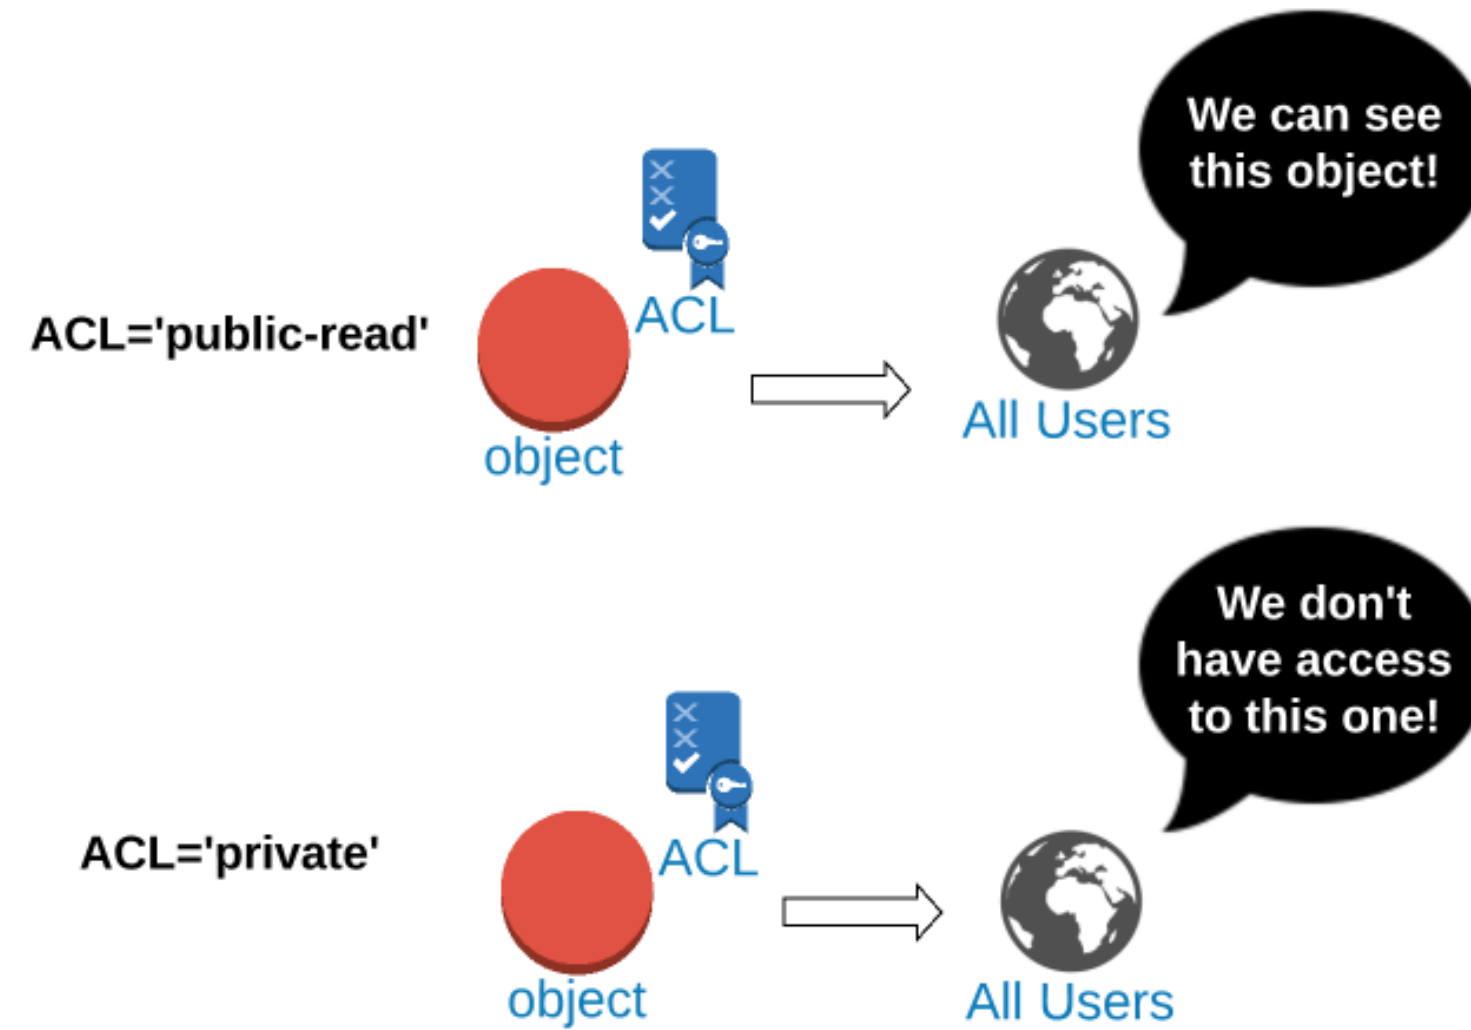 We can see
this object!
ACL
ACL='public-read'
All Users
object
We don't
have access
to this one!
ACL='private'
ACL
object
All Users